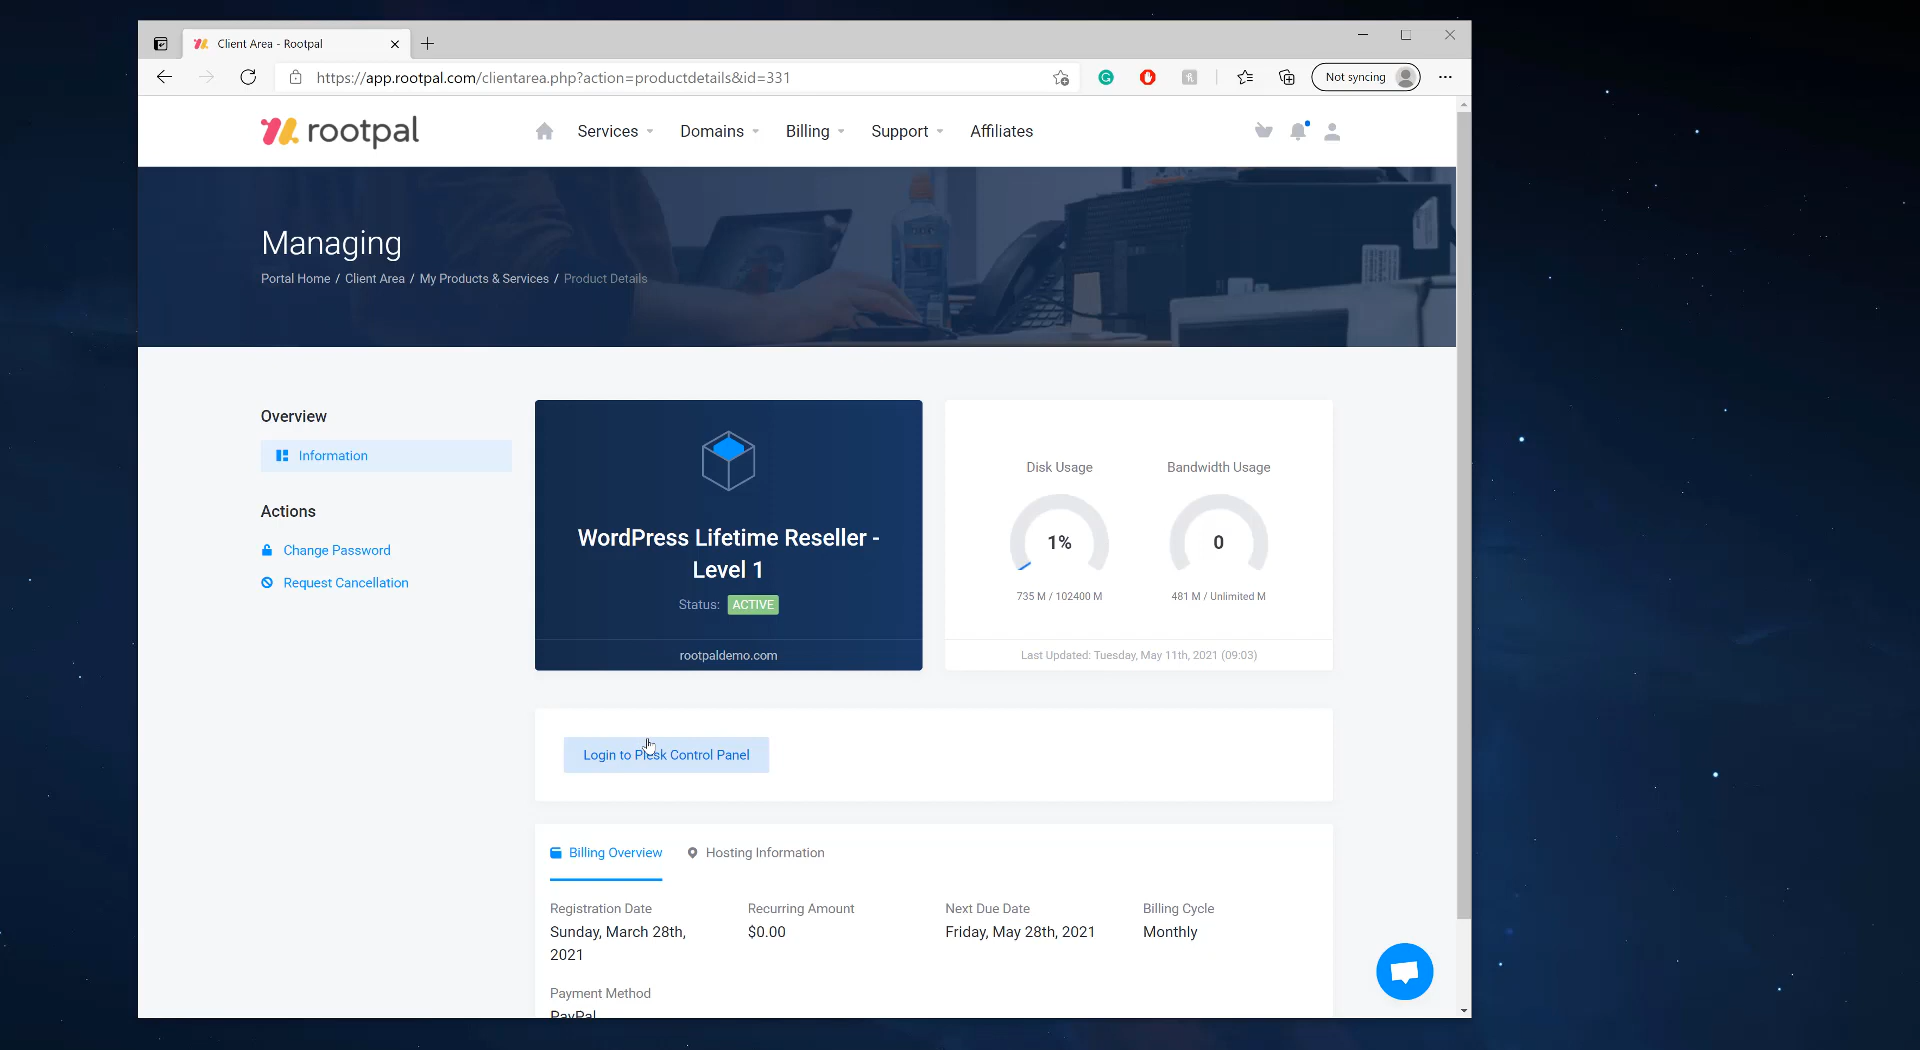 Client Area - Rootpal
https://app.rootpal.com/clientarea.php?action=productdetails&id=331
Not syncing
rootpal
Services
Domains
Billing
Support
Affiliates
Managing
Portal Home / Client Area / My Products & Services / Product Details
Overview
Information
Actions
Change Password
Request Cancellation
WordPress Lifetime Reseller -
Level 1
Status: ACTIVE
rootpaldemo.com
Disk Usage
1%
735 M / 102400 M
Bandwidth Usage
0
481 M / Unlimited M
Last Updated: Tuesday, May 11th, 2021 (09:03)
Login to Plesk Control Panel
Billing Overview
Hosting Information
Registration Date
Sunday, March 28th,
2021
Recurring Amount
$0.00
Next Due Date
Friday, May 28th, 2021
Billing Cycle
Monthly
Payment Method
PayPal